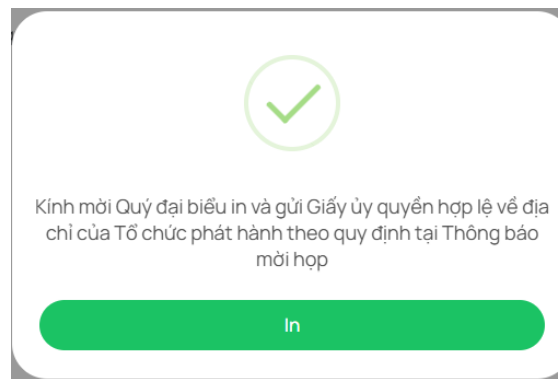 Kính mời Quý đại biểu in và gửi Giấy ủy quyền hợp lệ về địa
chỉ của Tổ chức phát hành theo quy định tại Thông báo
mời họp
In